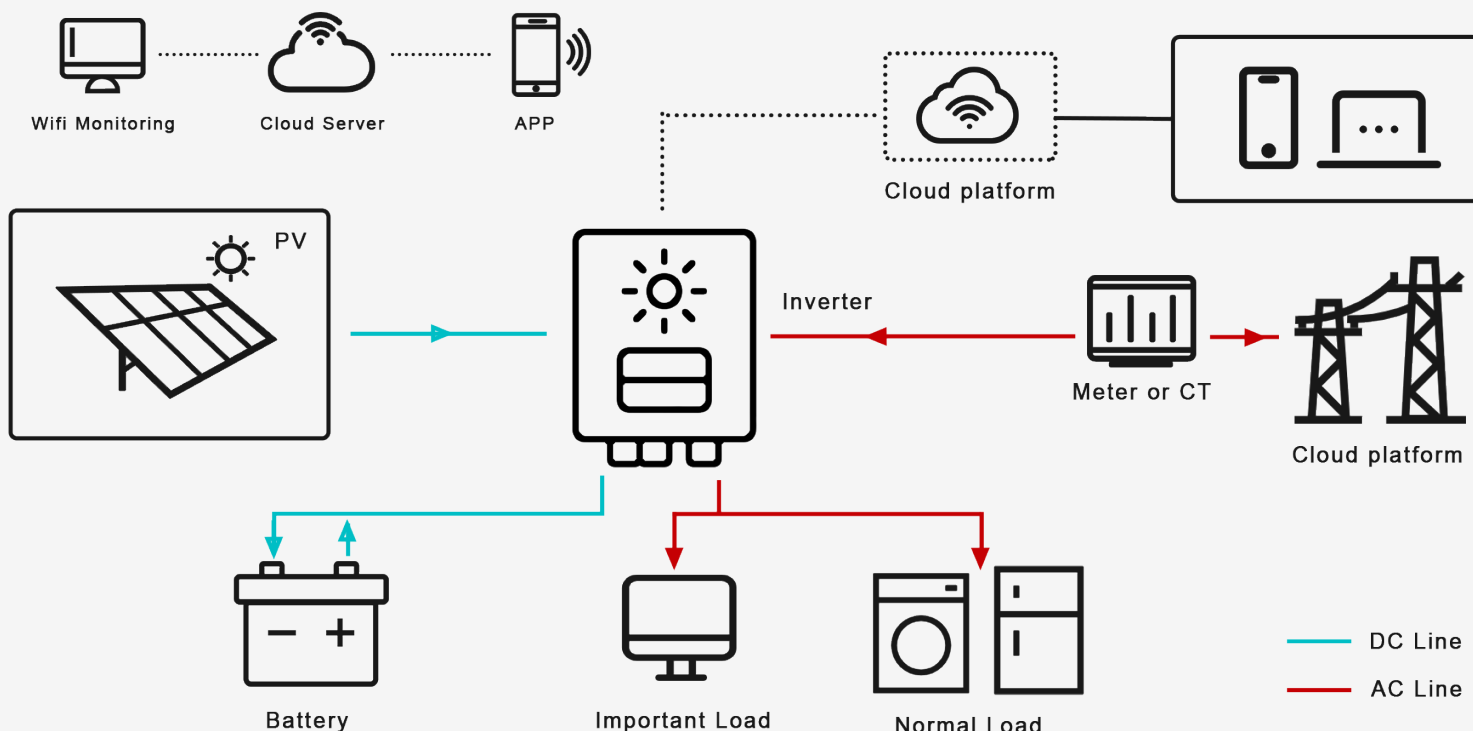 Wifi Monitoring
Cloud Server
APP
Cloud platform
PV
Inverter
Meter or CT
Cloud platform
DC Line
AC Line
Battery
Important Load
Normal Load